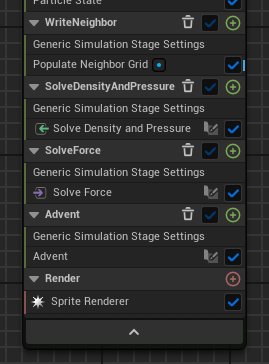 Particle State
WriteNeighbor
Generic Simulation Stage Settings
Populate Neighbor Grid
SolveDensityAndPressure
Generic Simulation Stage Settings
Solve Density and Pressure
SolveForce
Generic Simulation Stage Settings
Solve Force
Advent
Generic Simulation Stage Settings
Advent
Render
Sprite Renderer